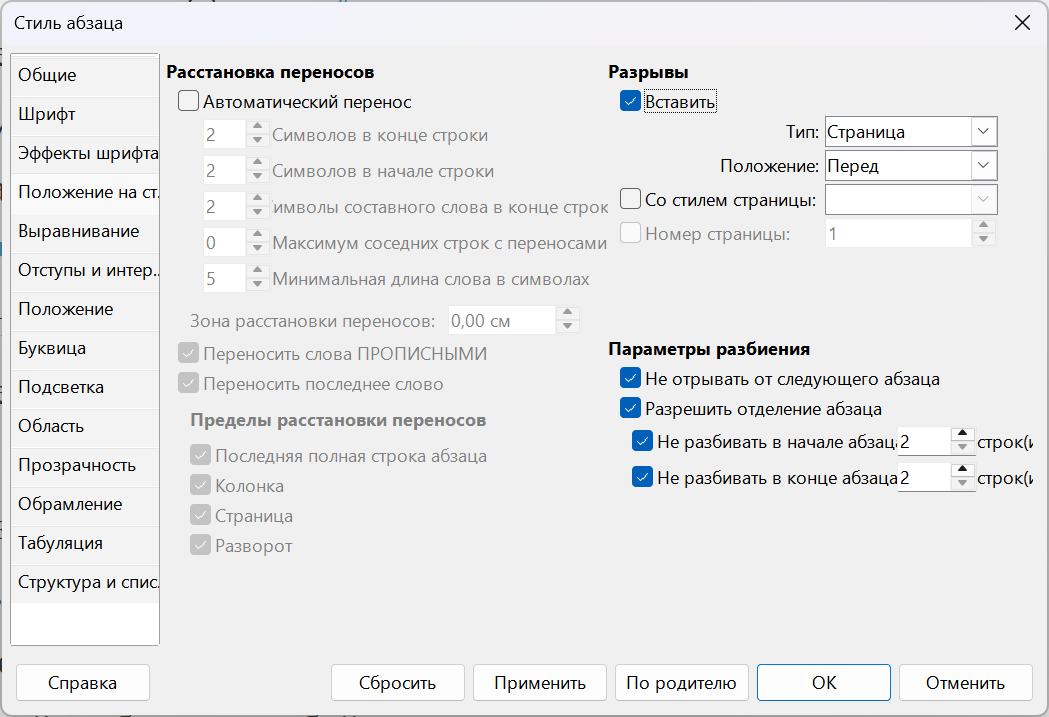 Стиль абзаца
Общие
Шрифт
Эффекты шрифта
Положение на ст.
Выравнивание
Отступы и интер..
Положение
Буквица
Подсветка
Область
Прозрачность
Обрамление
Табуляция
Структура и спис.
Расстановка переносов
Автоматический перенос
2 Символов в конце строки
2 Символов в начале строки
2 имволы составного слова в конце строк
0 Максимум соседних строк с переносами
5 Минимальная длина слова в символах
Зона расстановки переносов: 0,00 см
Переносить слова ПРОПИСНЫМИ
Переносить последнее слово
Пределы расстановки переносов
Последняя полная строка абзаца
Колонка
Страница
Разворот
Разрывы
Вставить
Тип: Страница
Положение: Перед
Со стилем страницы:
Номер страницы: 1
Параметры разбиения
Не отрывать от следующего абзаца
Разрешить отделение абзаца
Не разбивать в начале абзаца 2 строк(и
Не разбивать в конце абзаца 2 строк(и
Справка
Сбросить
Применить
По родителю
ОК
Отменить